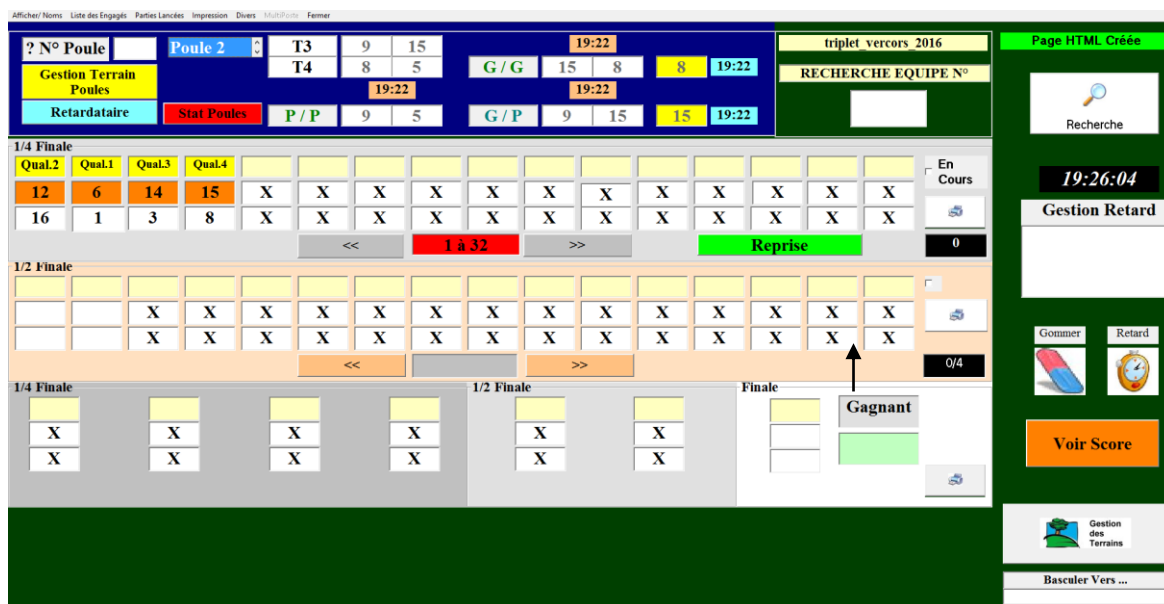 Afficher/ Noms Liste des Engagés Parties Lancées Impression Divers MultiPoste Fermer
? N° Poule Poule 2 T3 9 15 19:22
T4 8 5 G / G 15 8 8 19:22
Gestion Terrain
Poules
19:22 19:22
Retardataire Stat Poules P / P 9 5 G / P 9 15 15 19:22
triplet_vercors_2016
RECHERCHE EQUIPE N°
Page HTML Créée
Recherche
19:26:04
Gestion Retard
1/4 Finale
Qual.2 Qual.1 Qual.3 Qual.4
En
Cours
12 6 14 15 X X X X X X X X X X X X
16 1 3 8 X X X X X X X X X X X X
<< 1 à 32 >> Reprise 0
1/2 Finale
X X X X X X X X X X X X X X
X X X X X X X X X X X X X X
<< >> 0/4
Gommer Retard
1/4 Finale 1/2 Finale Finale
Gagnant
X X X X X X
X X X X X X
Voir Score
Gestion
des
Terrains
Basculer Vers ...